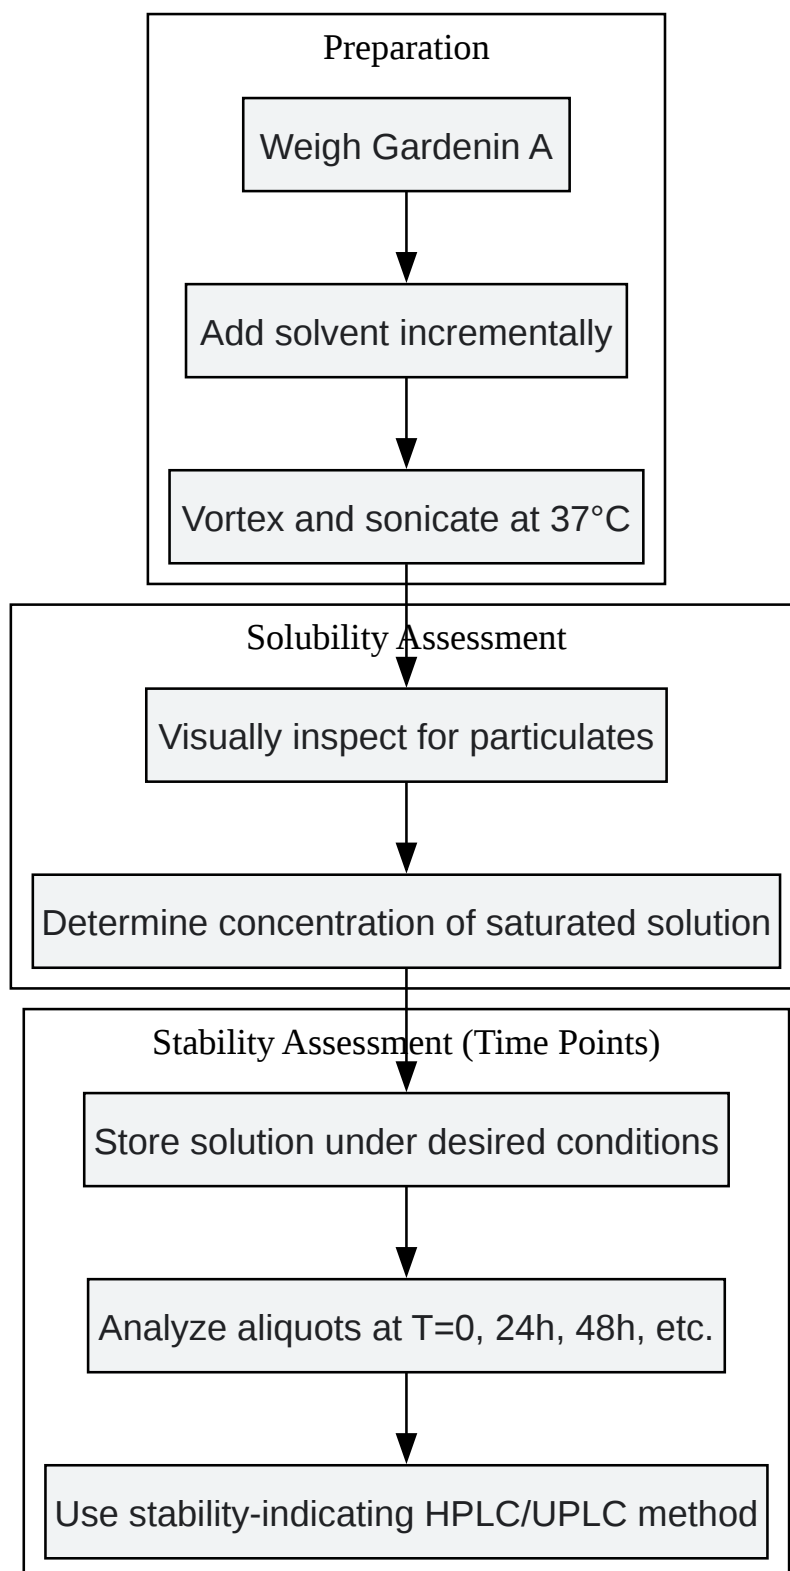 Preparation
Weigh Gardenin A
Add solvent incrementally
Vortex and sonicate at 37°C
Solubility Assessment
Visually inspect for particulates
Determine concentration of saturated solution
Stability Assessment (Time Points)
Store solution under desired conditions
Analyze aliquots at T=0, 24h, 48h, etc.
Use stability-indicating HPLC/UPLC method